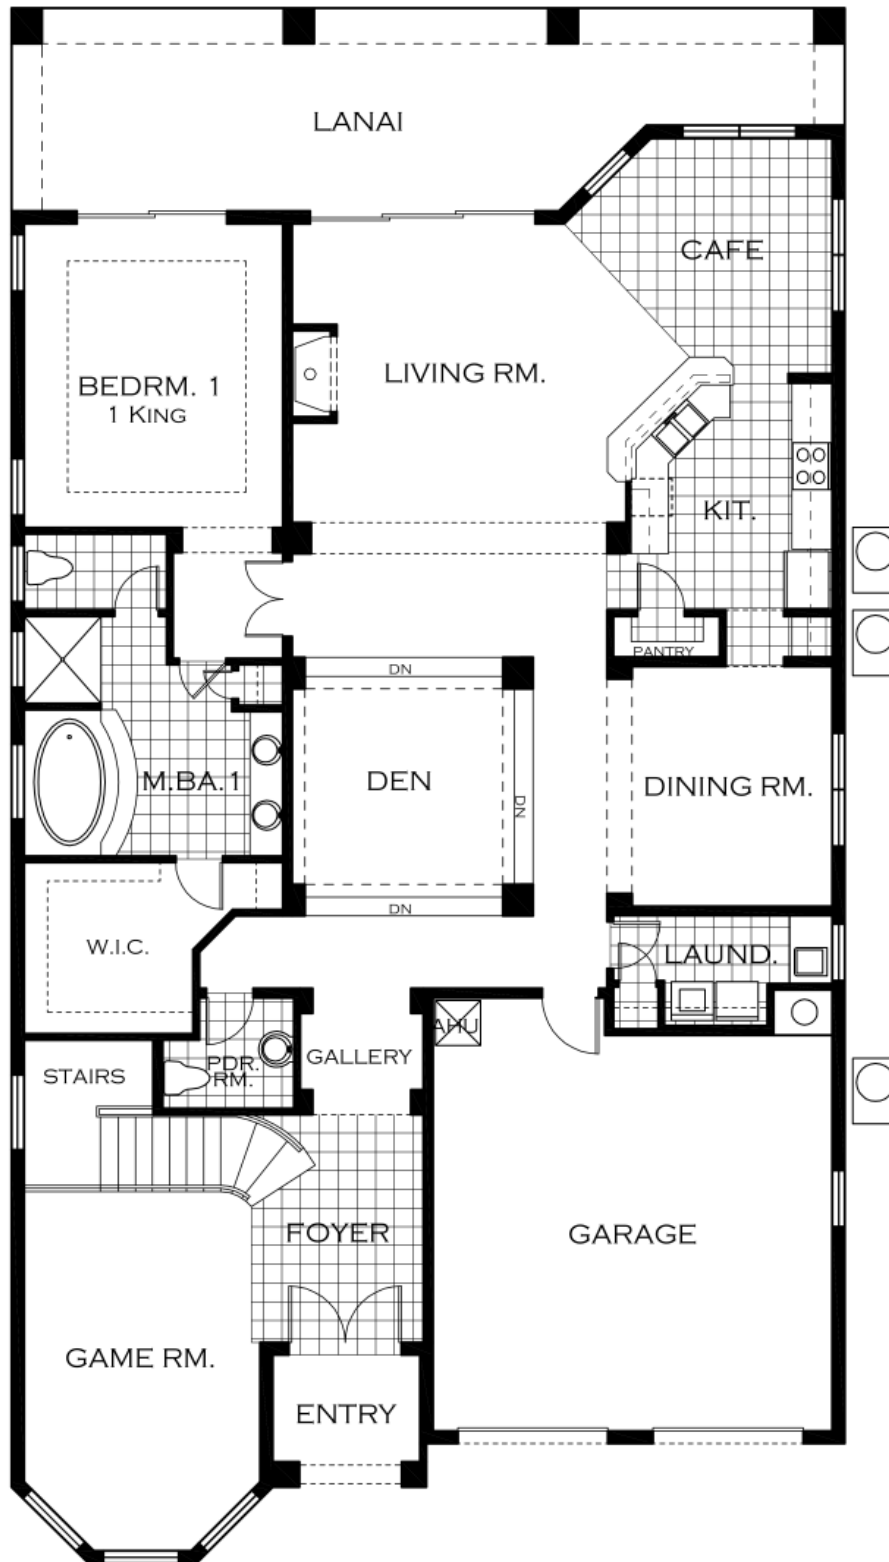 LANAI
CAFE
LIVING RM.
BEDRM. 1
1 KING
KIT.
PANTRY
DN
M.BA.1
DEN
DN
DINING RM.
DN
W.I.C.
LAUND.
AHU
STAIRS
PDR.
RM.
GALLERY
FOYER
GARAGE
GAME RM.
ENTRY